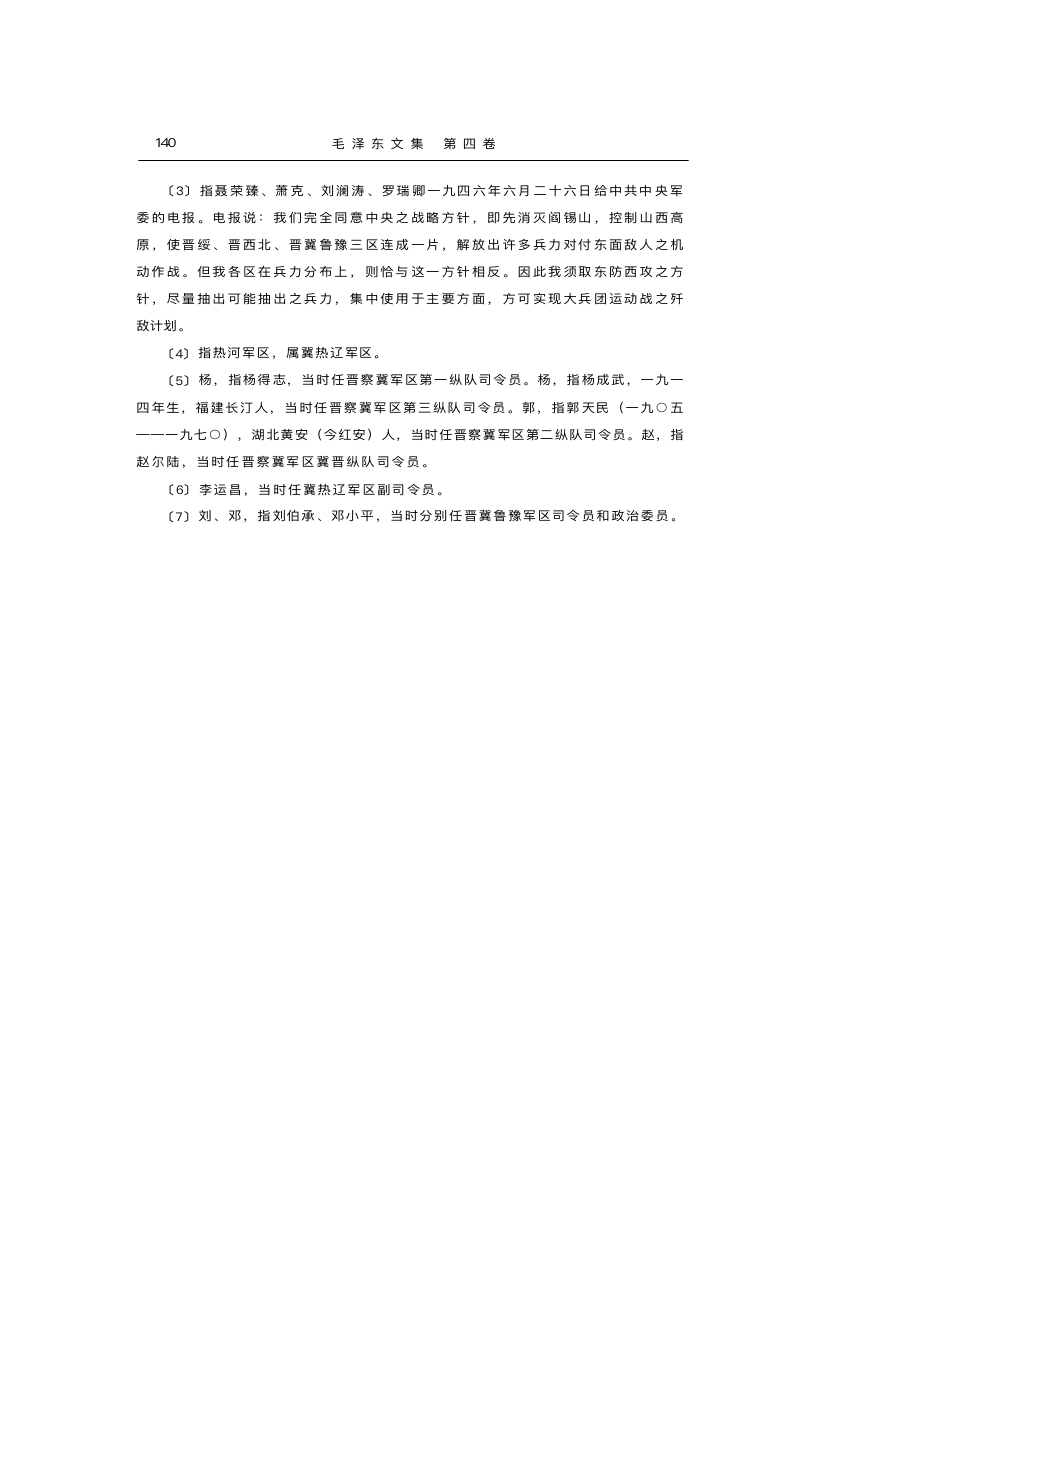 140 毛泽东文集 第四卷
〔3〕指聂荣臻、萧克、刘澜涛、罗瑞卿一九四六年六月二十六日给中共中央军
委的电报。电报说：我们完全同意中央之战略方针，即先消灭阎锡山，控制山西高
原，使晋绥、晋西北、晋冀鲁豫三区连成一片，解放出许多兵力对付东面敌人之机
动作战。但我各区在兵力分布上，则恰与这一方针相反。因此我须取东防西攻之方
针，尽量抽出可能抽出之兵力，集中使用于主要方面，方可实现大兵团运动战之歼
敌计划。
〔4〕指热河军区，属冀热辽军区。
〔5〕杨，指杨得志，当时任晋察冀军区第一纵队司令员。杨，指杨成武，一九一
四年生，福建长汀人，当时任晋察冀军区第三纵队司令员。郭，指郭天民（一九〇五
——一九七〇），湖北黄安（今红安）人，当时任晋察冀军区第二纵队司令员。赵，指
赵尔陆，当时任晋察冀军区冀晋纵队司令员。
〔6〕李运昌，当时任冀热辽军区副司令员。
〔7〕刘、邓，指刘伯承、邓小平，当时分别任晋冀鲁豫军区司令员和政治委员。